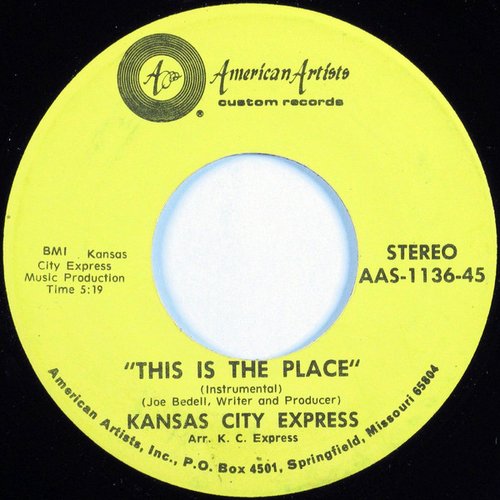 American Artists
custom records
®
BMI Kansas
City Express
Music Production
Time 5:19
STEREO
AAS-1136-45
"THIS IS THE PLACE"
(Instrumental)
(Joe Bedell, Writer and Producer)
KANSAS CITY EXPRESS
Arr. K. C. Express
American Artists, Inc., P.O. Box 4501, Springfield, Missouri 65804